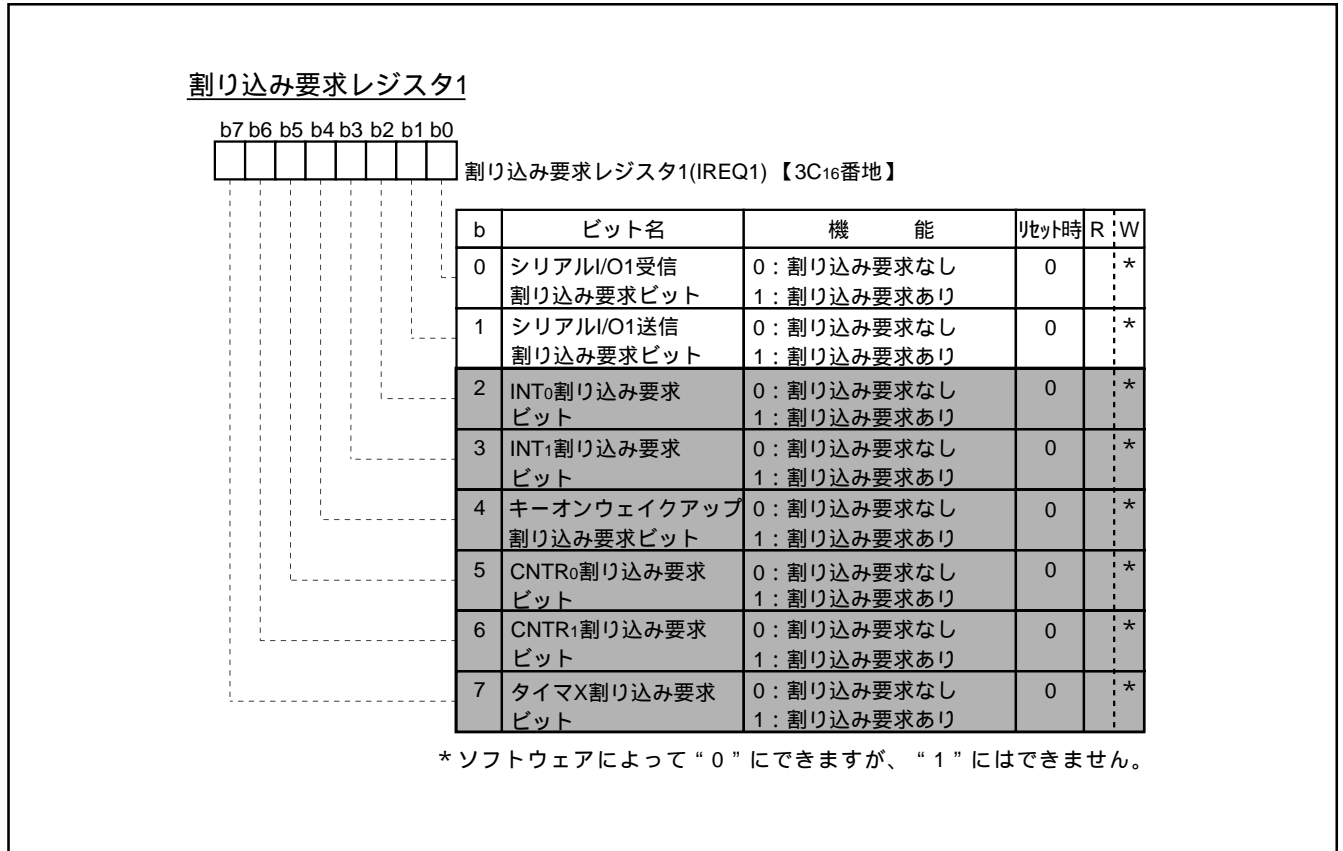 割り込み要求レジスタ1
b7 b6 b5 b4 b3 b2 b1 b0
割り込み要求レジスタ1(IREQ1)【3C16番地】
b ビット名 機 能 リセット時 R W
0 シリアルI/O1受信 0：割り込み要求なし 0 *
割り込み要求ビット 1：割り込み要求あり
1 シリアルI/O1送信 0：割り込み要求なし 0 *
割り込み要求ビット 1：割り込み要求あり
2 INT0割り込み要求 0：割り込み要求なし 0 *
ビット 1：割り込み要求あり
3 INT1割り込み要求 0：割り込み要求なし 0 *
ビット 1：割り込み要求あり
4 キーオンウェイクアップ 0：割り込み要求なし 0 *
割り込み要求ビット 1：割り込み要求あり
5 CNTR0割り込み要求 0：割り込み要求なし 0 *
ビット 1：割り込み要求あり
6 CNTR1割り込み要求 0：割り込み要求なし 0 *
ビット 1：割り込み要求あり
7 タイマX割り込み要求 0：割り込み要求なし 0 *
ビット 1：割り込み要求あり
*ソフトウェアによって“0”にできますが、“1”にはできません。